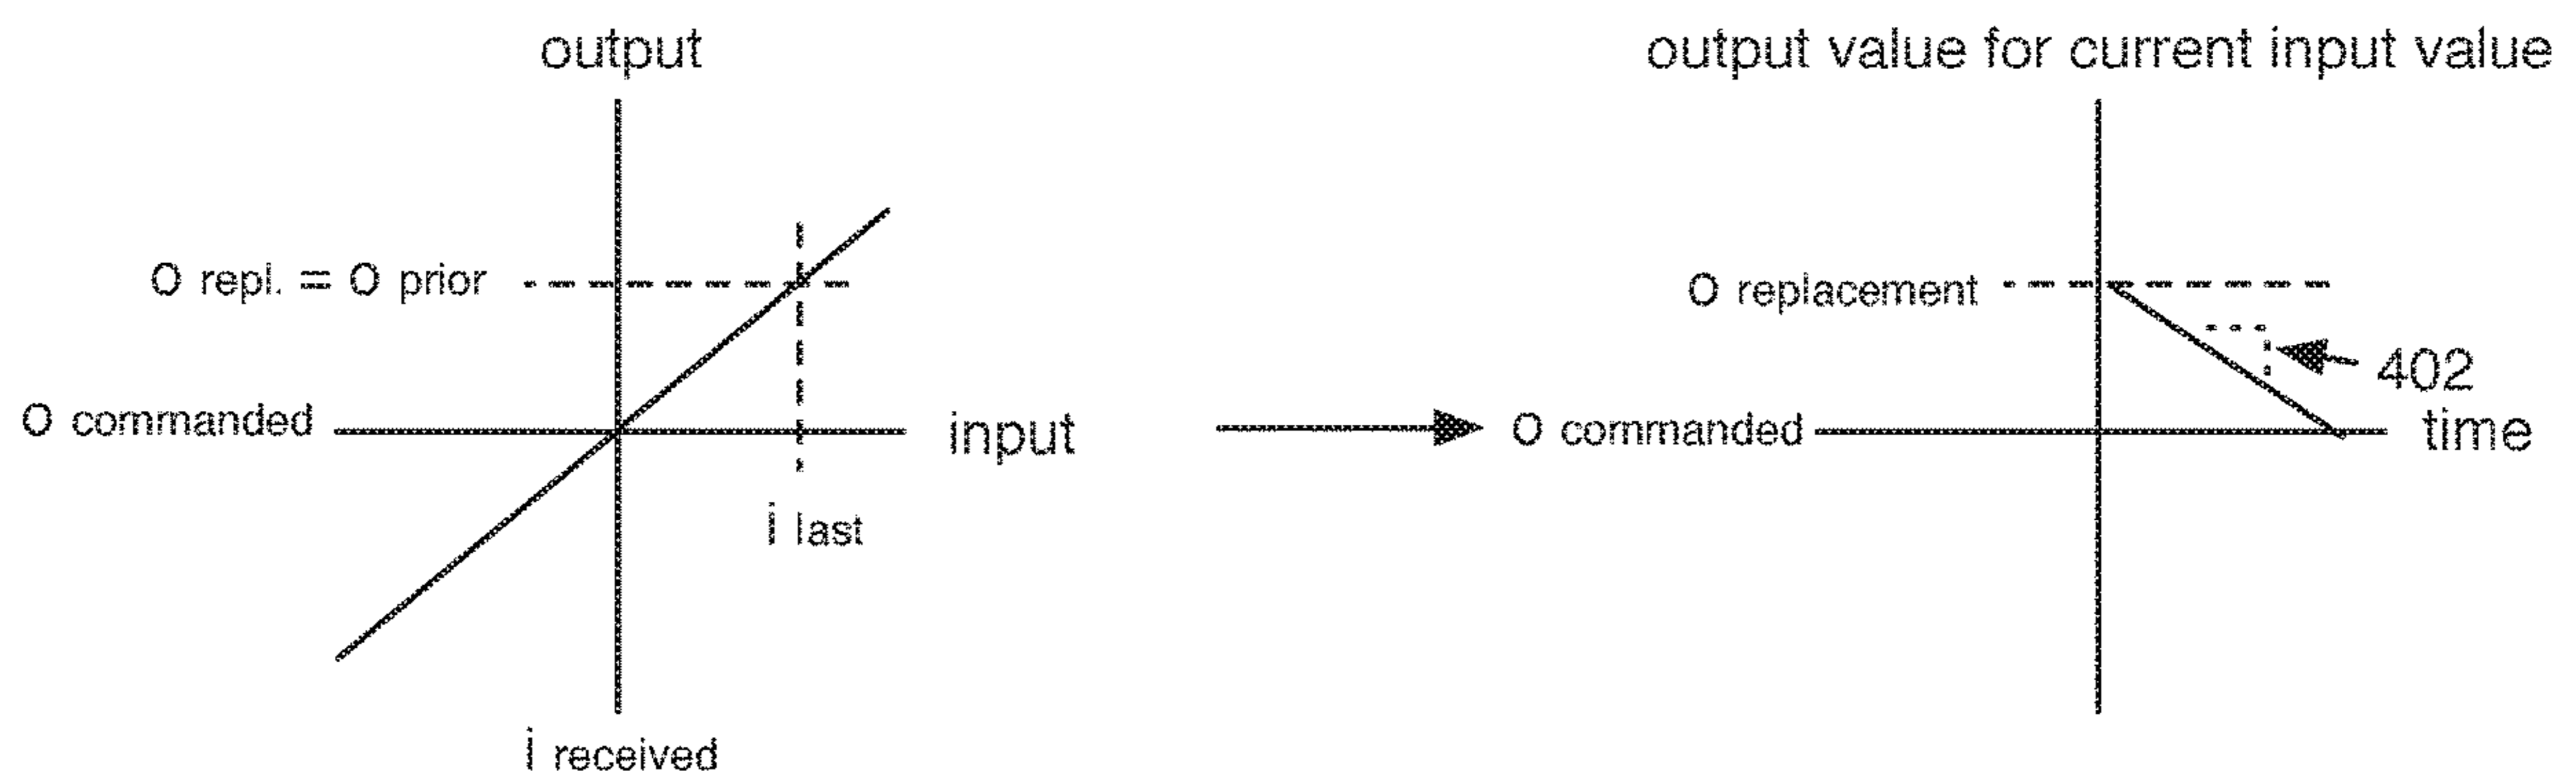 output
output value for current input value
O repl. = O prior
O replacement
402
O commanded
input
O commanded
time
i last
i received